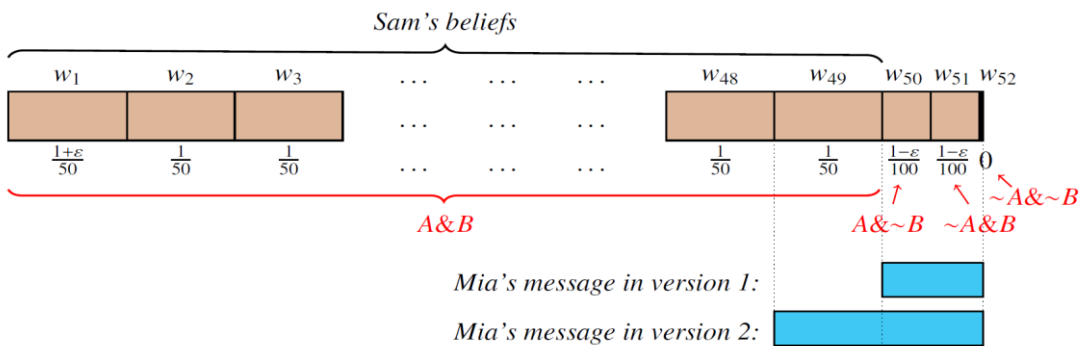 Sam's beliefs
w₁ w₂ w₃ ... ... ... w₄₈ w₄₉ w₅₀ w₅₁ w₅₂
... ... ...
(1+ε)/50 1/50 1/50 ... ... ... 1/50 1/50 (1−ε)/100 (1−ε)/100 0
A&B A&~B ~A&B ~A&~B
Mia's message in version 1:
Mia's message in version 2: